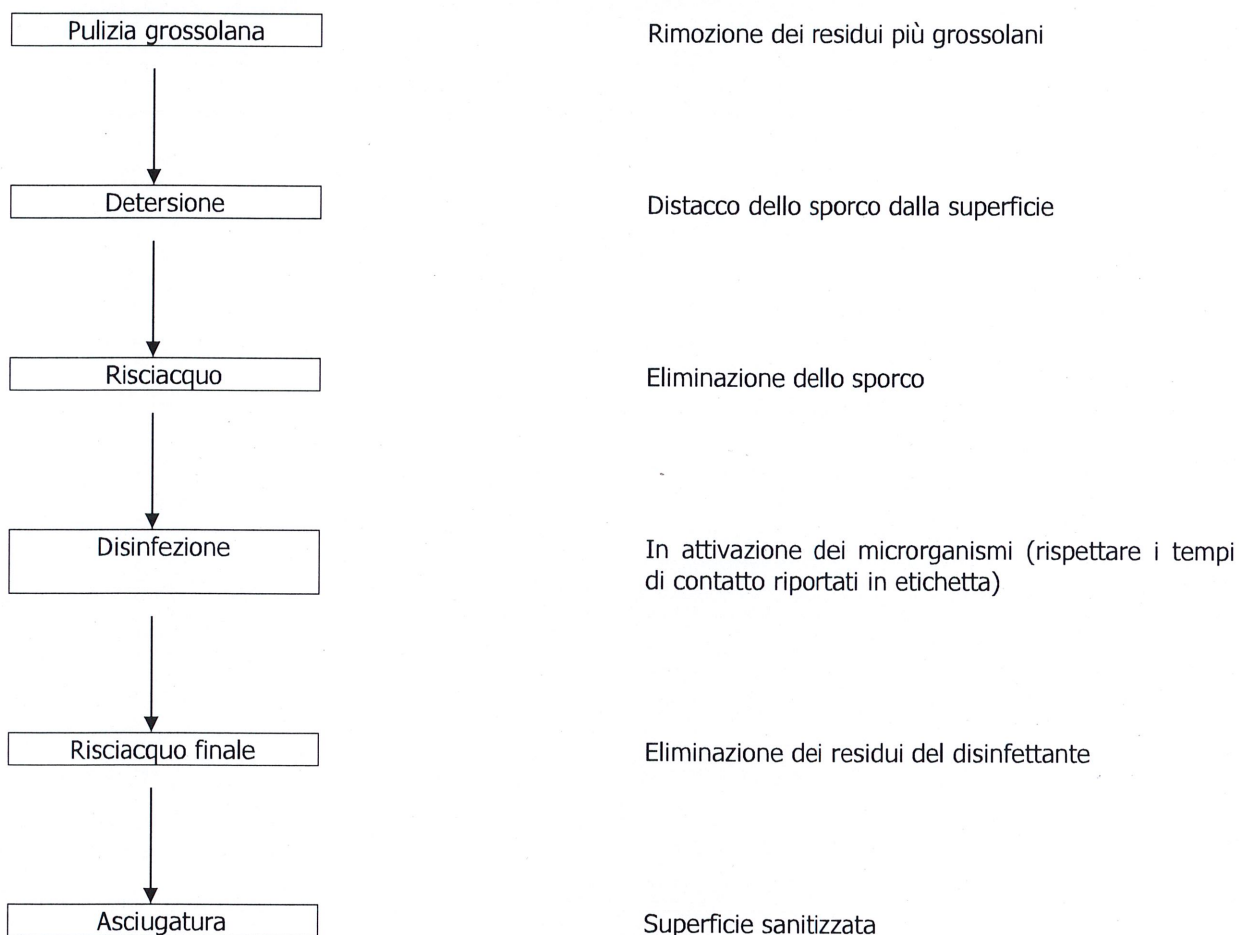 Pulizia grossolana
Rimozione dei residui più grossolani
Detersione
Distacco dello sporco dalla superficie
Risciacquo
Eliminazione dello sporco
Disinfezione
In attivazione dei microrganismi (rispettare i tempi
di contatto riportati in etichetta)
Risciacquo finale
Eliminazione dei residui del disinfettante
Asciugatura
Superficie sanitizzata